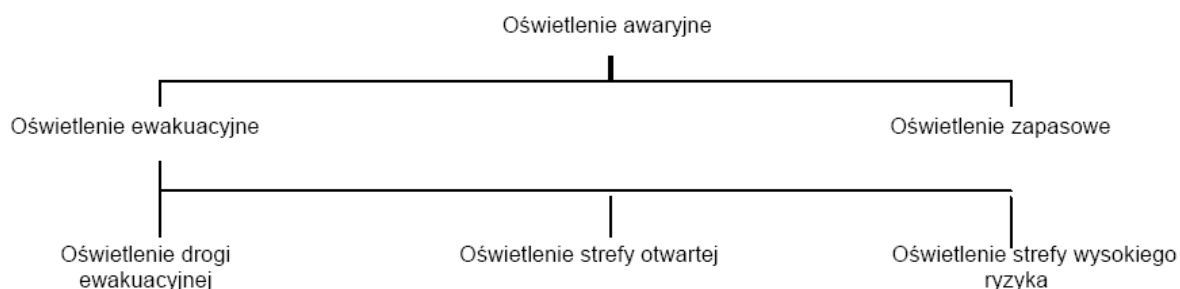 Oświetlenie awaryjne
Oświetlenie ewakuacyjne
Oświetlenie zapasowe
Oświetlenie drogi
ewakuacyjnej
Oświetlenie strefy otwartej
Oświetlenie strefy wysokiego
ryzyka